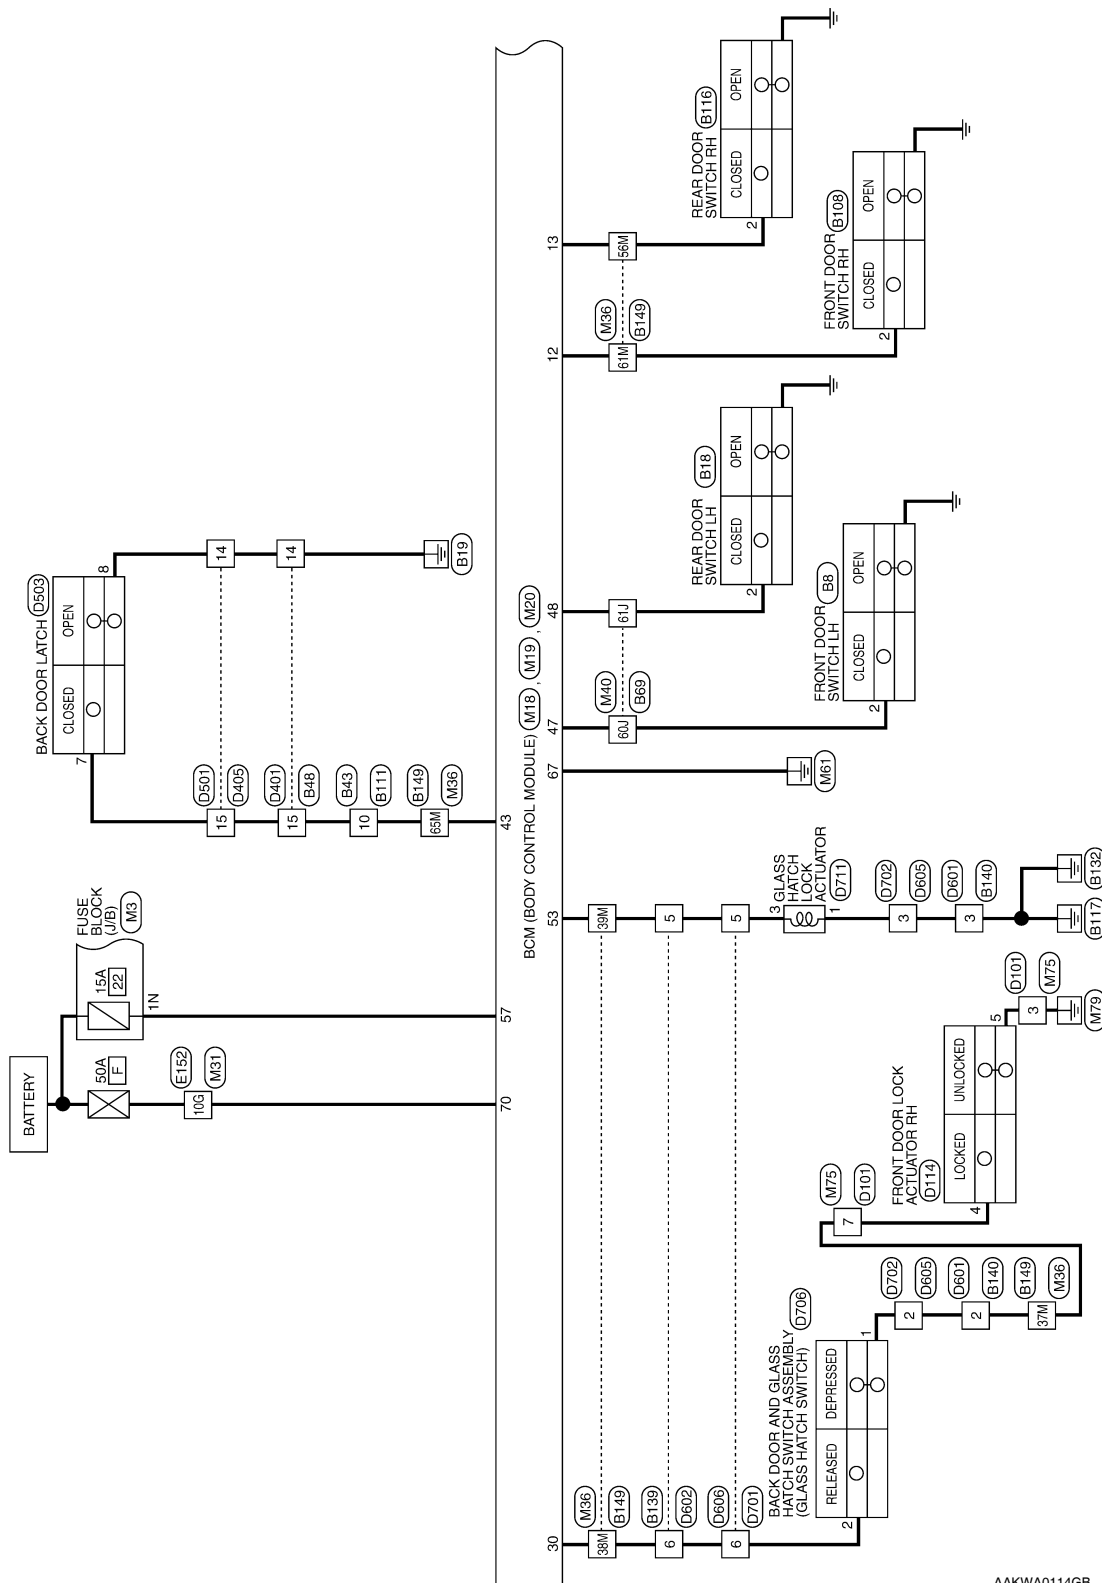 BATTERY
50A
F
E152
10G
M31
70
15A
22
FUSE
BLOCK
(J/B)
M3
1N
57
BACK DOOR LATCH
D503
CLOSED
OPEN
7
8
D501
15
D405
14
D401
15
B48
14
B43
10
B111
B149
65M
M36
B19
43
BCM (BODY CONTROL MODULE)
M18
,
M19
,
M20
30
M36
38M
B149
B139
6
D602
D606
6
D701
BACK DOOR AND GLASS
HATCH SWITCH ASSEMBLY
(GLASS HATCH SWITCH)
D706
RELEASED
DEPRESSED
2
1
D702
2
D605
D601
2
B140
B149
37M
M36
M75
7
D101
FRONT DOOR LOCK
ACTUATOR RH
D114
LOCKED
UNLOCKED
4
5
D101
3
M75
M79
53
39M
5
5
3
GLASS
HATCH
LOCK
ACTUATOR
D711
1
D702
3
D605
D601
3
B140
B117
B132
67
M61
47
M40
60J
B69
FRONT DOOR
SWITCH LH
B8
CLOSED
OPEN
2
48
61J
REAR DOOR
SWITCH LH
B18
CLOSED
OPEN
2
12
M36
61M
B149
FRONT DOOR
SWITCH RH
B108
CLOSED
OPEN
2
13
56M
REAR DOOR
SWITCH RH
B116
CLOSED
OPEN
2
AAKWA0114GB